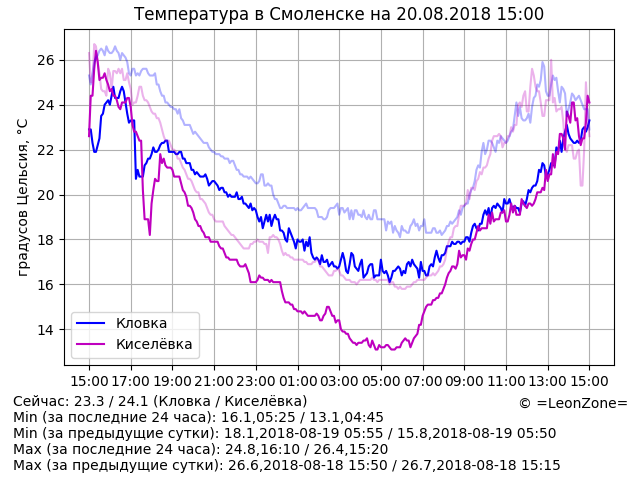 Температура в Смоленске на 20.08.2018 15:00
градусов Цельсия, °C
26
24
22
20
18
16
14
Кловка
Киселёвка
15:00 17:00 19:00 21:00 23:00 01:00 03:00 05:00 07:00 09:00 11:00 13:00 15:00
Сейчас: 23.3 / 24.1 (Кловка / Киселёвка)
© =LeonZone=
Min (за последние 24 часа): 16.1,05:25 / 13.1,04:45
Min (за предыдущие сутки): 18.1,2018-08-19 05:55 / 15.8,2018-08-19 05:50
Max (за последние 24 часа): 24.8,16:10 / 26.4,15:20
Max (за предыдущие сутки): 26.6,2018-08-18 15:50 / 26.7,2018-08-18 15:15